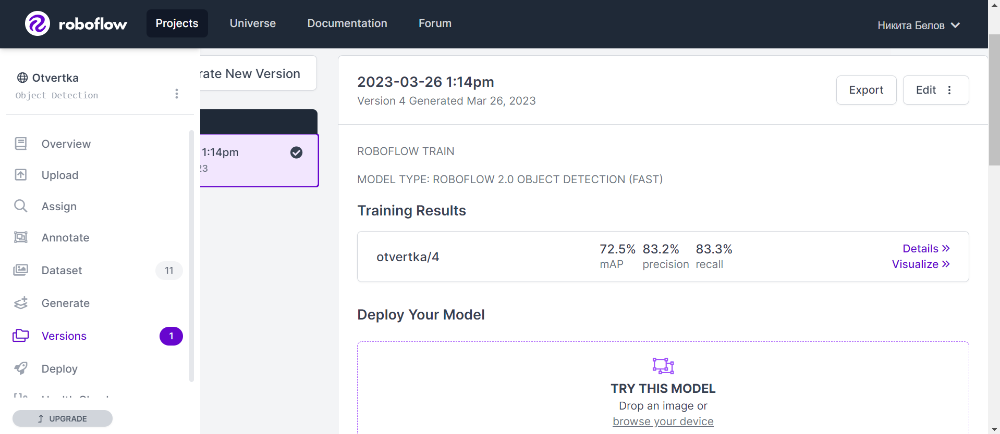 roboflow
Projects
Universe
Documentation
Forum
Никита Белов
Otvertka
Object Detection
Overview
Upload
Assign
Annotate
Dataset
11
Generate
Versions
1
Deploy
UPGRADE
rate New Version
1:14pm
23
2023-03-26 1:14pm
Version 4 Generated Mar 26, 2023
Export
Edit
ROBOFLOW TRAIN
MODEL TYPE: ROBOFLOW 2.0 OBJECT DETECTION (FAST)
Training Results
otvertka/4
72.5% 83.2% 83.3%
mAP precision recall
Details »
Visualize »
Deploy Your Model
TRY THIS MODEL
Drop an image or
browse your device